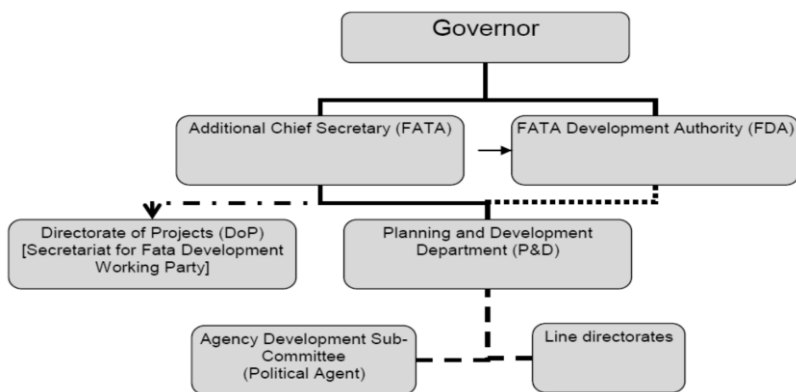 Governor
Additional Chief Secretary (FATA)
FATA Development Authority (FDA)
Directorate of Projects (DoP)
[Secretariat for Fata Development
Working Party]
Planning and Development
Department (P&D)
Agency Development Sub-
Committee
(Political Agent)
Line directorates